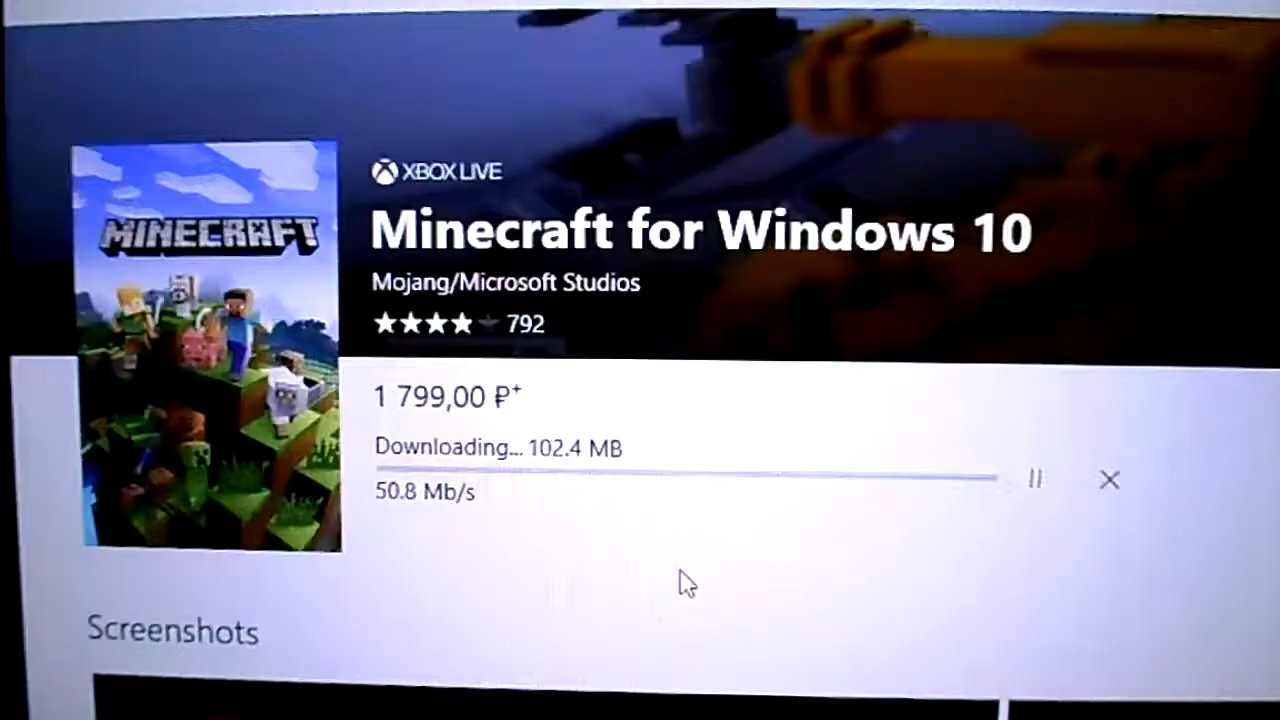 XBOX LIVE
Minecraft for Windows 10
Mojang/Microsoft Studios
792
MINECRAFT
1 799,00 ₽+
Downloading... 102.4 MB
50.8 Mb/s
Screenshots